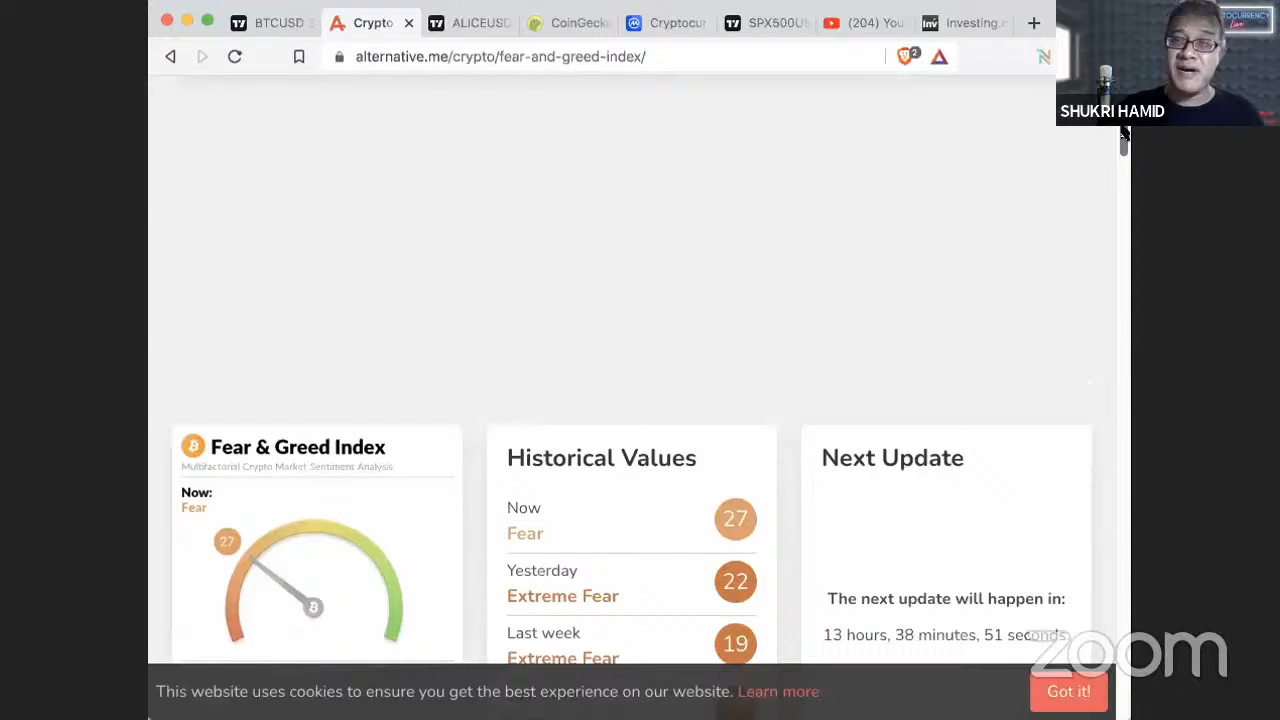 BTCUSD
Crypto
ALICEUSD
CoinGeck
Cryptocur
SPX500US
(204) You
Inv
Investing.c
alternative.me/crypto/fear-and-greed-index/
2
TOCURRENCY
Live
SHUKRI HAMID
Fear & Greed Index
Multifactorial Crypto Market Sentiment Analysis
Now:
Fear
27
Historical Values
Now
Fear
27
Yesterday
Extreme Fear
22
Last week
Extreme Fear
19
Next Update
The next update will happen in:
13 hours, 38 minutes, 51 seconds
zoom
This website uses cookies to ensure you get the best experience on our website. Learn more
Got it!